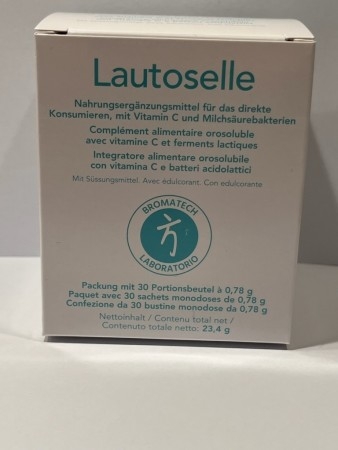 Lautoselle
Nahrungsergänzungsmittel für das direkte
Konsumieren, mit Vitamin C und Milchsäurebakterien
Complément alimentaire orosoluble
avec vitamine C et ferments lactiques
Integratore alimentare orosolubile
con vitamina C e batteri acidolattici
Mit Süssungsmittel. Avec édulcorant. Con edulcorante
BROMATECH
LABORATORIO
Packung mit 30 Portionsbeutel à 0,78 g
Paquet avec 30 sachets monodoses de 0,78 g
Confezione da 30 bustine monodose da 0,78 g
Nettoinhalt / Contenu total net /
Contenuto totale netto: 23,4 g